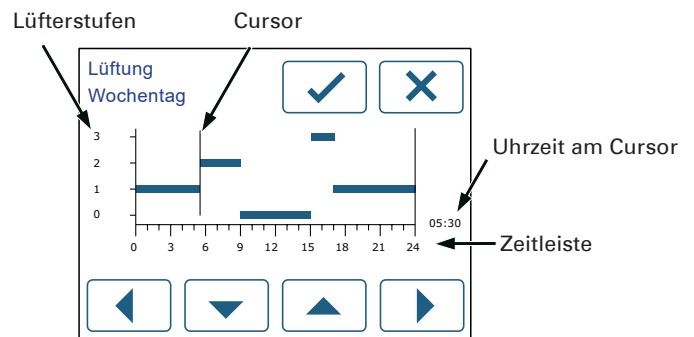 Lüfterstufen Cursor
Lüftung
Wochentag
3
2
1
0
Uhrzeit am Cursor
05:30
0 3 6 9 12 15 18 21 24
Zeitleiste